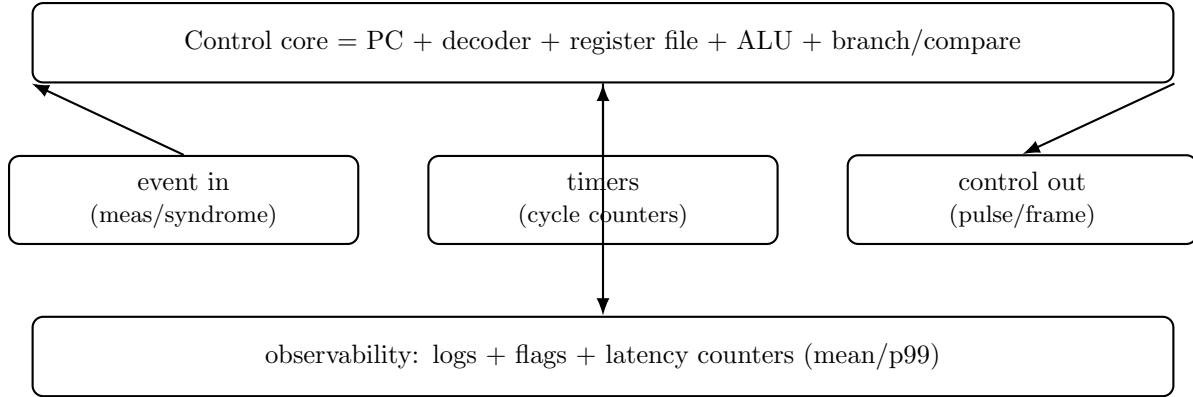 Control core = PC + decoder + register file + ALU + branch/compare
event in
(meas/syndrome)
timers
(cycle counters)
control out
(pulse/frame)
observability: logs + flags + latency counters (mean/p99)